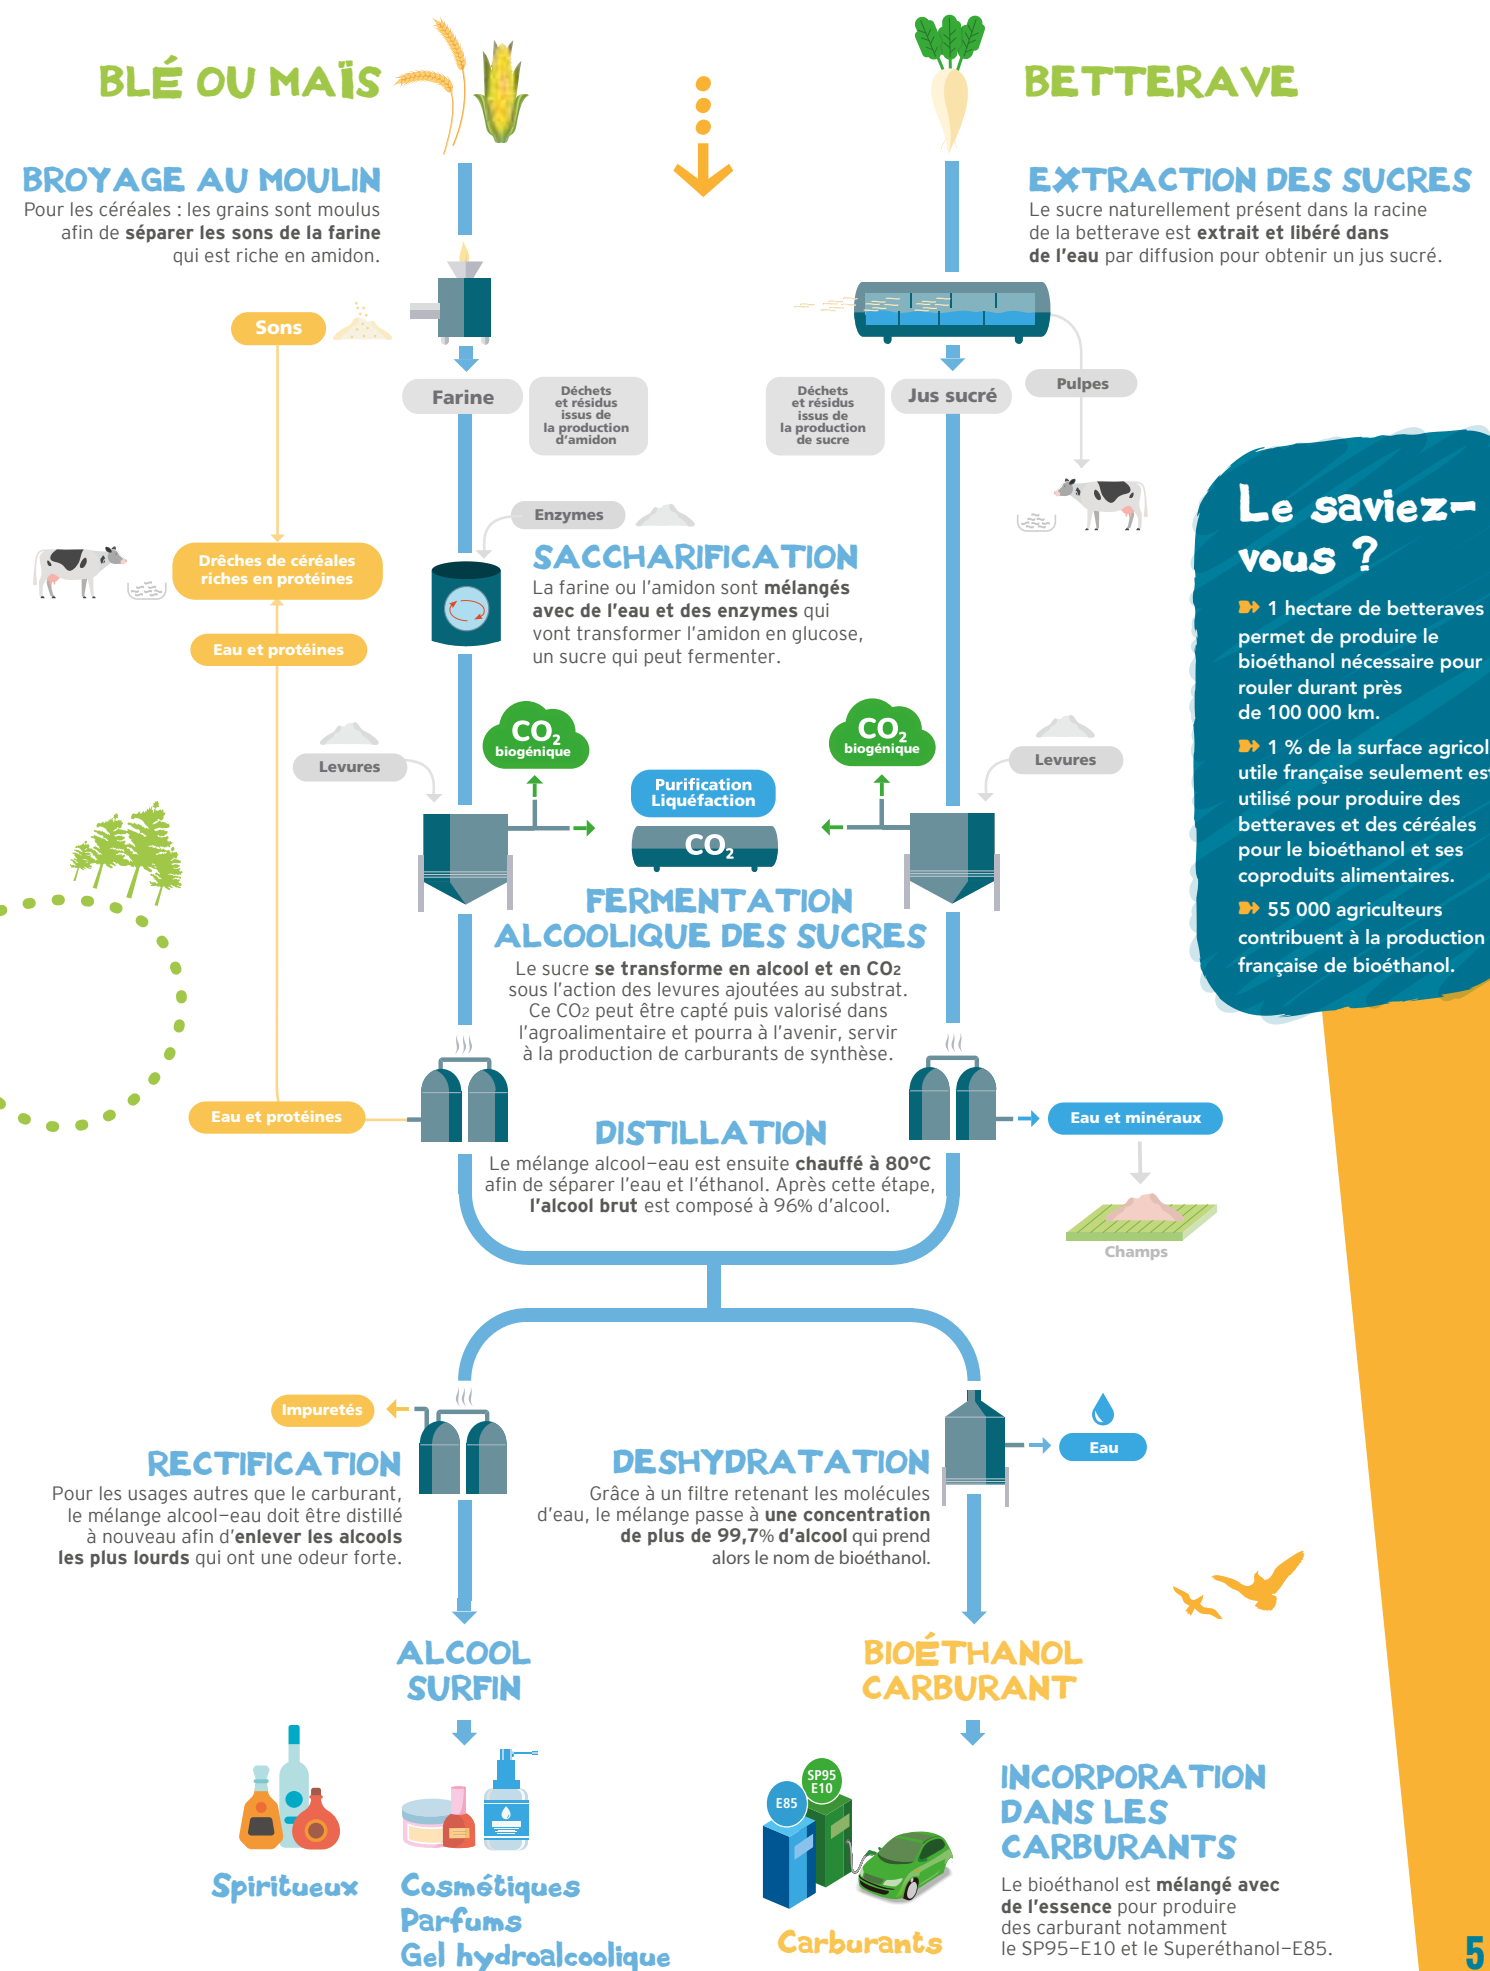 BLÉ OU MAÏS
BETTERAVE
BROYAGE AU MOULIN
Pour les céréales : les grains sont moulus
afin de séparer les sons de la farine
qui est riche en amidon.
EXTRACTION DES SUCRES
Le sucre naturellement présent dans la racine
de la betterave est extrait et libéré dans
de l'eau par diffusion pour obtenir un jus sucré.
Sons
Farine
Déchets
et résidus
issus de
la production
d'amidon
Déchets
et résidus
issus de
la production
de sucre
Jus sucré
Pulpes
Enzymes
SACCHARIFICATION
La farine ou l'amidon sont mélangés
avec de l'eau et des enzymes qui
vont transformer l'amidon en glucose,
un sucre qui peut fermenter.
Drêches de céréales
riches en protéines
Eau et protéines
Le saviez-
vous ?
1 hectare de betteraves
permet de produire le
bioéthanol nécessaire pour
rouler durant près
de 100 000 km.
1 % de la surface agricol
utile française seulement est
utilisé pour produire des
betteraves et des céréales
pour le bioéthanol et ses
coproduits alimentaires.
55 000 agriculteurs
contribuent à la production
française de bioéthanol.
Levures
CO2
biogénique
Purification
Liquéfaction
CO2
CO2
biogénique
Levures
FERMENTATION
ALCOOLIQUE DES SUCRES
Le sucre se transforme en alcool et en CO2
sous l'action des levures ajoutées au substrat.
Ce CO2 peut être capté puis valorisé dans
l'agroalimentaire et pourra à l'avenir, servir
à la production de carburants de synthèse.
Eau et protéines
Eau et minéraux
Champs
DISTILLATION
Le mélange alcool-eau est ensuite chauffé à 80°C
afin de séparer l'eau et l'éthanol. Après cette étape,
l'alcool brut est composé à 96% d'alcool.
Impuretés
RECTIFICATION
Pour les usages autres que le carburant,
le mélange alcool-eau doit être distillé
à nouveau afin d'enlever les alcools
les plus lourds qui ont une odeur forte.
DESHYDRATATION
Grâce à un filtre retenant les molécules
d'eau, le mélange passe à une concentration
de plus de 99,7% d'alcool qui prend
alors le nom de bioéthanol.
Eau
ALCOOL
SURFIN
BIOÉTHANOL
CARBURANT
Spiritueux
Cosmétiques
Parfums
Gel hydroalcoolique
E85
SP95
E10
Carburants
INCORPORATION
DANS LES
CARBURANTS
Le bioéthanol est mélangé avec
de l'essence pour produire
des carburant notamment
le SP95-E10 et le Superéthanol-E85.
5